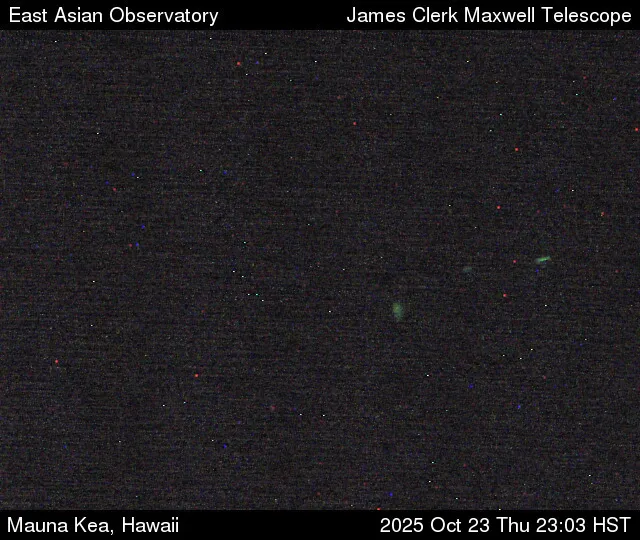 East Asian Observatory
James Clerk Maxwell Telescope
Mauna Kea, Hawaii
2025 Oct 23 Thu 23:03 HST